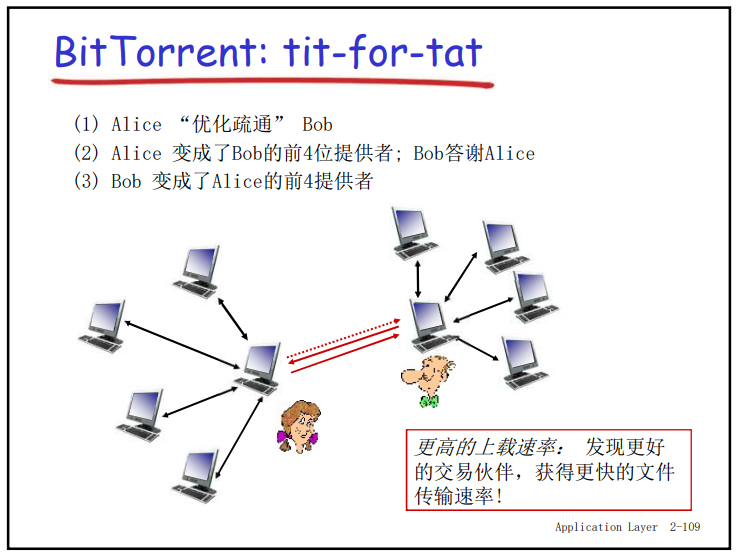 BitTorrent: tit-for-tat
(1) Alice “优化疏通” Bob
(2) Alice 变成了Bob的前4位提供者; Bob答谢Alice
(3) Bob 变成了Alice的前4提供者
更高的上载速率: 发现更好
的交易伙伴，获得更快的文件
传输速率!
Application Layer 2-109